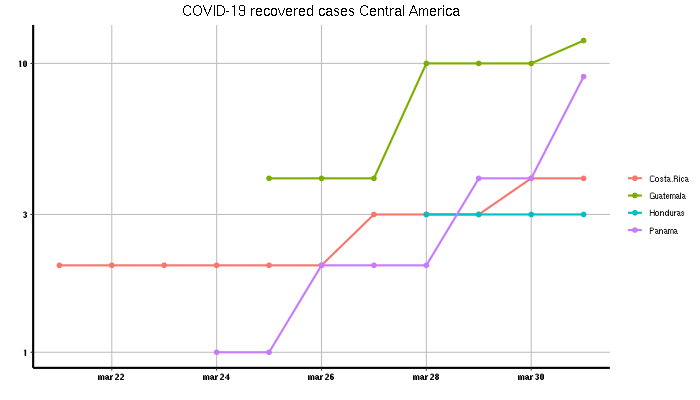 COVID-19 recovered cases Central America
10
3
1
mar 22
mar 24
mar 26
mar 28
mar 30
Costa.Rica
Guatemala
Honduras
Panama